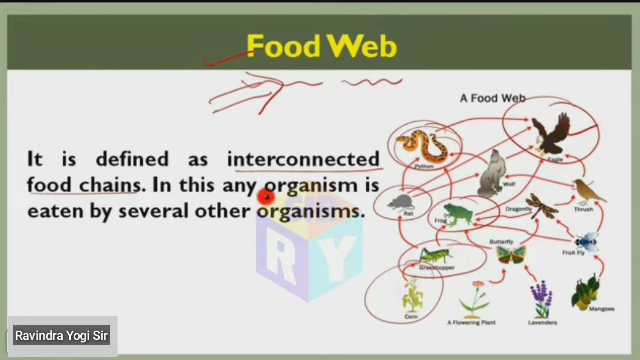 Food Web
A Food Web
It is defined as interconnected
food chains. In this any organism is
eaten by several other organisms.
Python
Eagle
Wolf
Rat
Frog
Dragonfly
Thrush
Grasshopper
Butterfly
Fruit Fly
Corn
A Flowering Plant
Lavenders
Mangoes
RY
Ravindra Yogi Sir